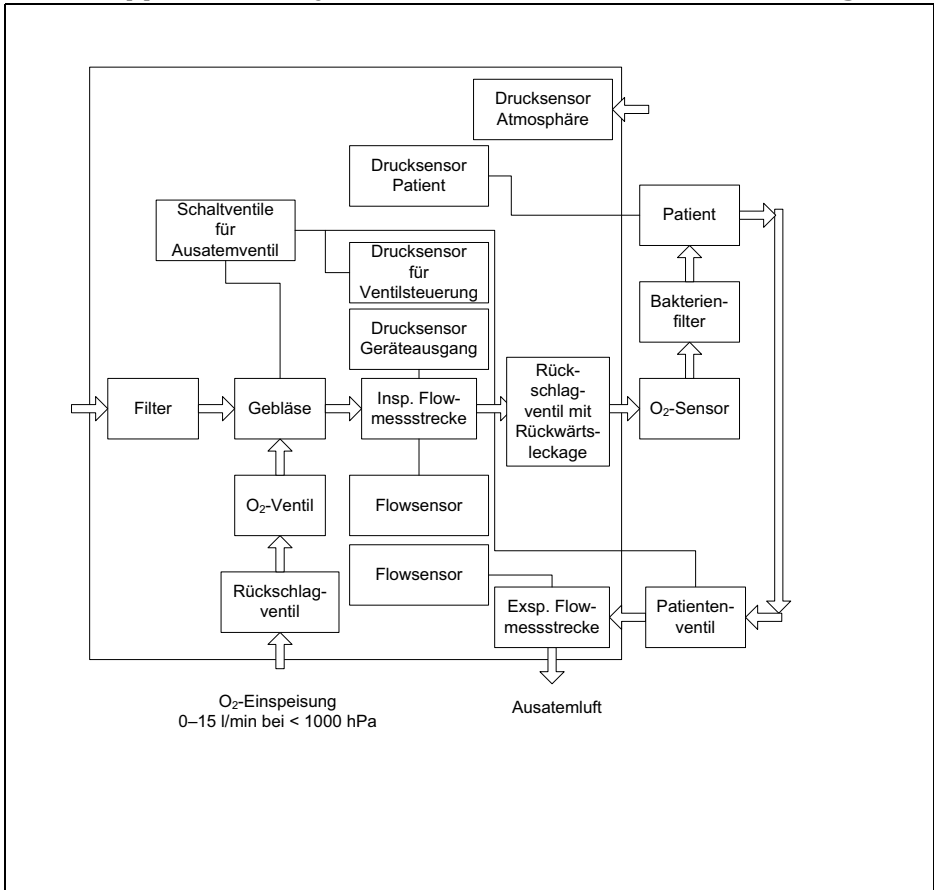 Drucksensor
Atmosphäre
Drucksensor
Patient
Schaltventile
für
Ausatemventil
Patient
Drucksensor
für
Ventilsteuerung
Bakterien-
filter
Drucksensor
Geräteausgang
Filter
Gebläse
Insp. Flow-
messstrecke
Rück-
schlag-
ventil mit
Rückwärts-
leckage
O₂-Sensor
O₂-Ventil
Flowsensor
Flowsensor
Rückschlag-
ventil
Exsp. Flow-
messstrecke
Patienten-
ventil
O₂-Einspeisung
0–15 l/min bei < 1000 hPa
Ausatemluft